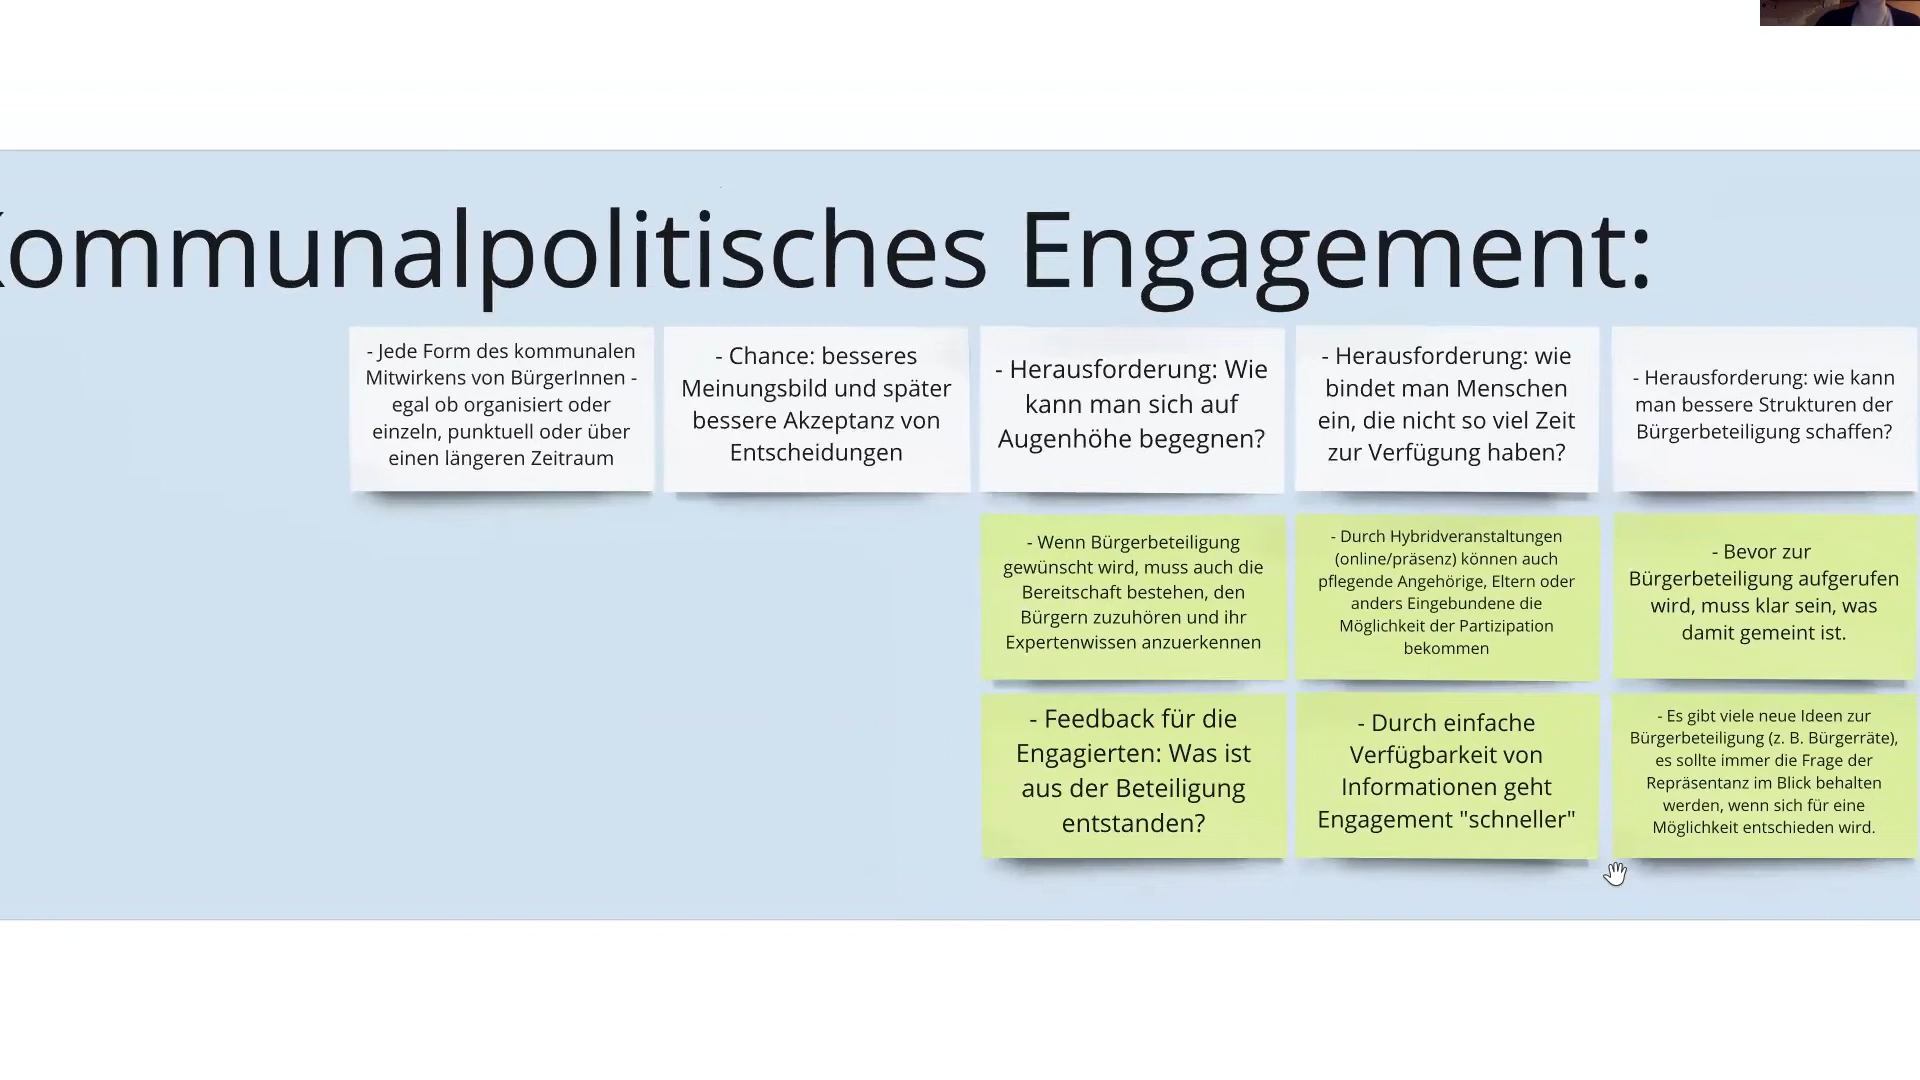 Kommunalpolitisches Engagement:
- Jede Form des kommunalen
Mitwirkens von BürgerInnen -
egal ob organisiert oder
einzeln, punktuell oder über
einen längeren Zeitraum
- Chance: besseres
Meinungsbild und später
bessere Akzeptanz von
Entscheidungen
- Herausforderung: Wie
kann man sich auf
Augenhöhe begegnen?
- Herausforderung: wie
bindet man Menschen
ein, die nicht so viel Zeit
zur Verfügung haben?
- Herausforderung: wie kann
man bessere Strukturen der
Bürgerbeteiligung schaffen?
- Wenn Bürgerbeteiligung
gewünscht wird, muss auch die
Bereitschaft bestehen, den
Bürgern zuzuhören und ihr
Expertenwissen anzuerkennen
- Durch Hybridveranstaltungen
(online/präsenz) können auch
pflegende Angehörige, Eltern oder
anders Eingebundene die
Möglichkeit der Partizipation
bekommen
- Bevor zur
Bürgerbeteiligung aufgerufen
wird, muss klar sein, was
damit gemeint ist.
- Feedback für die
Engagierten: Was ist
aus der Beteiligung
entstanden?
- Durch einfache
Verfügbarkeit von
Informationen geht
Engagement "schneller"
- Es gibt viele neue Ideen zur
Bürgerbeteiligung (z. B. Bürgerräte),
es sollte immer die Frage der
Repräsentanz im Blick behalten
werden, wenn sich für eine
Möglichkeit entschieden wird.